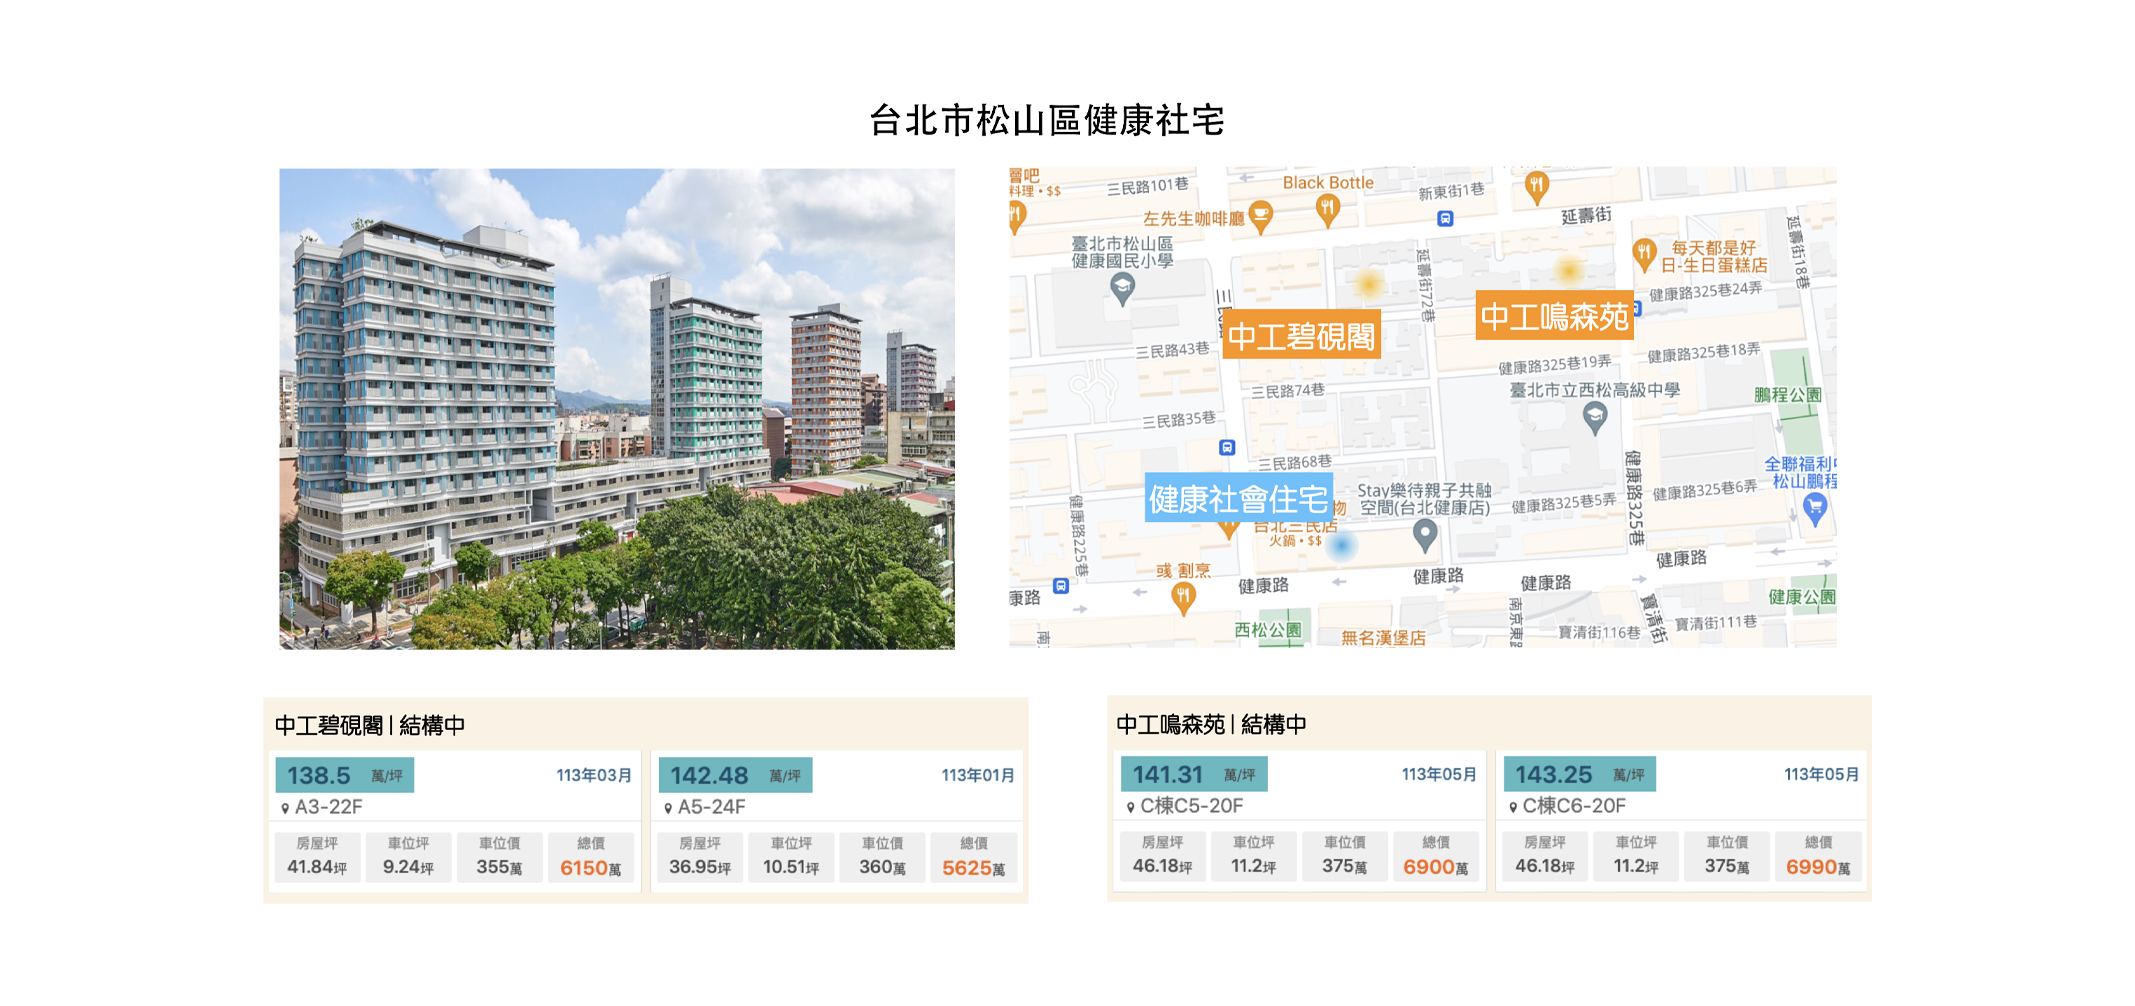 台北市松山區健康社宅
層吧
料理・$$
三民路101巷
Black Bottle
新東街1巷
左先生咖啡廳
延壽街
臺北市松山區
健康國民小學
延壽街72巷
每天都是好
日-生日蛋糕店
延壽街18巷
健康路325巷24弄
中工碧硯閣
中工鳴森苑
三民路43巷
健康路325巷19弄
健康路325巷18弄
三民路74巷
臺北市立西松高級中學
鵬程公園
三民路35巷
三民路68巷
健康路325巷
全聯福利中
松山鵬程
健康社會住宅
Stay樂待親子共融
空間(台北健康店)
物
台北三民店
火鍋・$$
健康路325巷5弄
健康路325巷6弄
健康路225巷
彧 割烹
健康路
健康路
健康路
健康路
康路
健康公園
西松公園
無名漢堡店
南京東路
寶清街116巷
寶清街
寶清街111巷
中工碧硯閣 | 結構中
138.5 萬/坪 113年03月
A3-22F
房屋坪 車位坪 車位價 總價
41.84坪 9.24坪 355萬 6150萬
142.48 萬/坪 113年01月
A5-24F
房屋坪 車位坪 車位價 總價
36.95坪 10.51坪 360萬 5625萬
中工鳴森苑 | 結構中
141.31 萬/坪 113年05月
C棟C5-20F
房屋坪 車位坪 車位價 總價
46.18坪 11.2坪 375萬 6900萬
143.25 萬/坪 113年05月
C棟C6-20F
房屋坪 車位坪 車位價 總價
46.18坪 11.2坪 375萬 6990萬